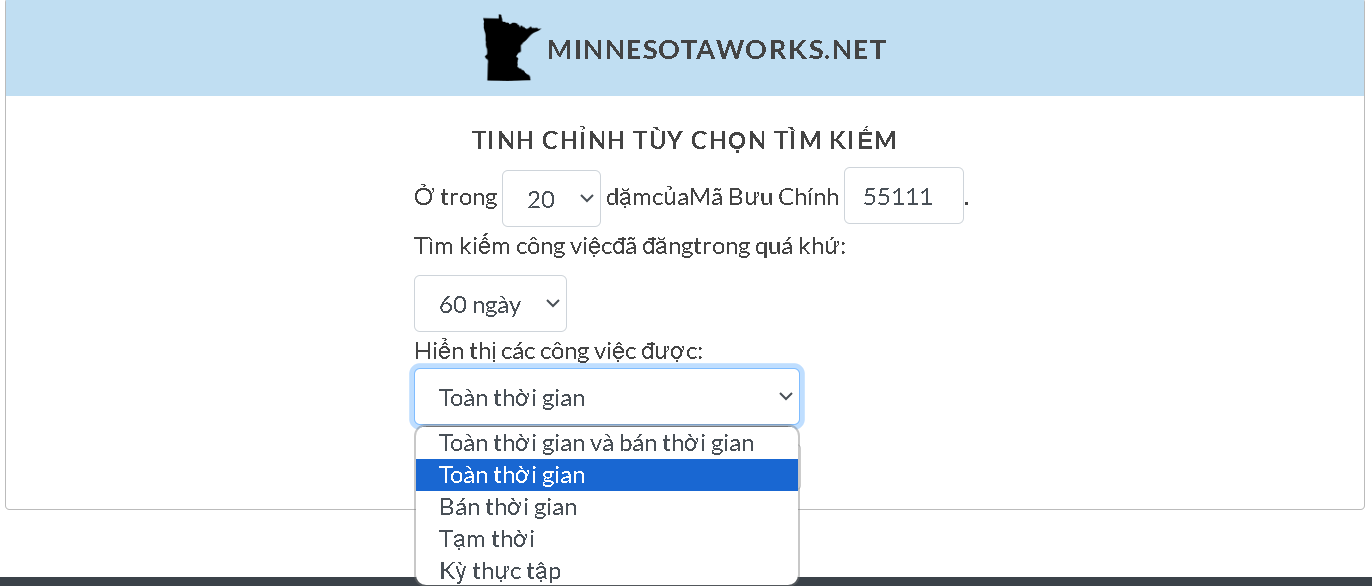 MINNESOTAWORKS.NET
TINH CHỈNH TÙY CHỌN TÌM KIẾM
Ở trong 20 dặmcủaMã Bưu Chính 55111 .
Tìm kiếm công việcđã đăngtrong quá khứ:
60 ngày
Hiển thị các công việc được:
Toàn thời gian
Toàn thời gian và bán thời gian
Toàn thời gian
Bán thời gian
Tạm thời
Kỳ thực tập